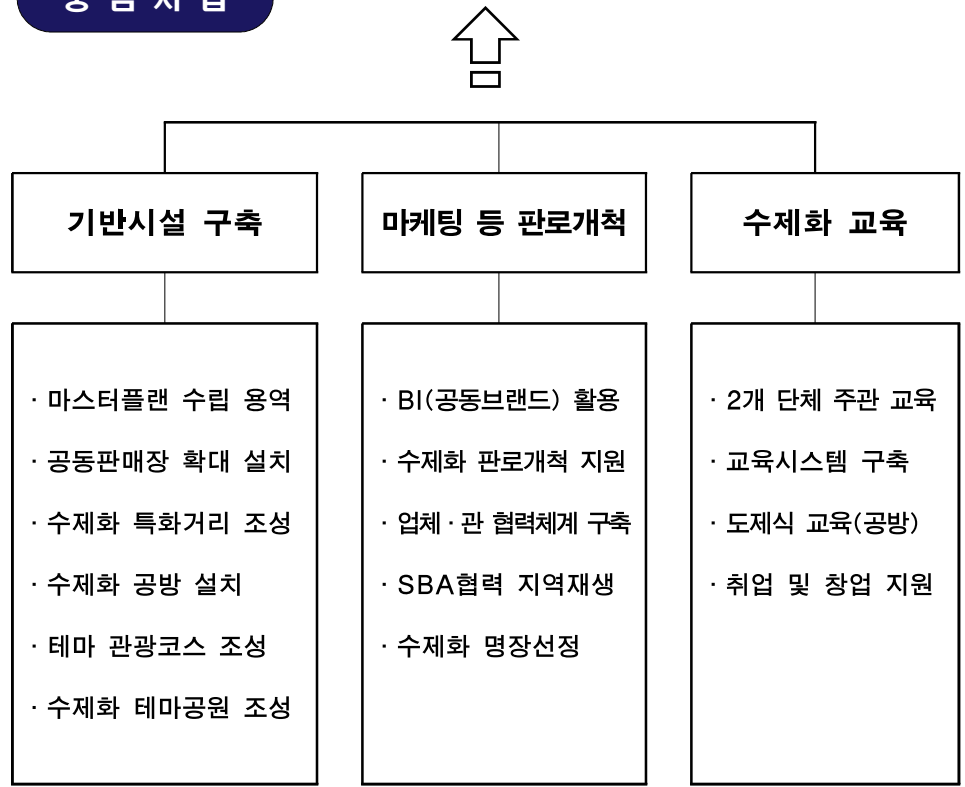 기반시설 구축
마케팅 등 판로개척
수제화 교육
· 마스터플랜 수립 용역
· 공동판매장 확대 설치
· 수제화 특화거리 조성
· 수제화 공방 설치
· 테마 관광코스 조성
· 수제화 테마공원 조성
· BI(공동브랜드) 활용
· 수제화 판로개척 지원
· 업체 · 관 협력체계 구축
· SBA협력 지역재생
· 수제화 명장선정
· 2개 단체 주관 교육
· 교육시스템 구축
· 도제식 교육(공방)
· 취업 및 창업 지원